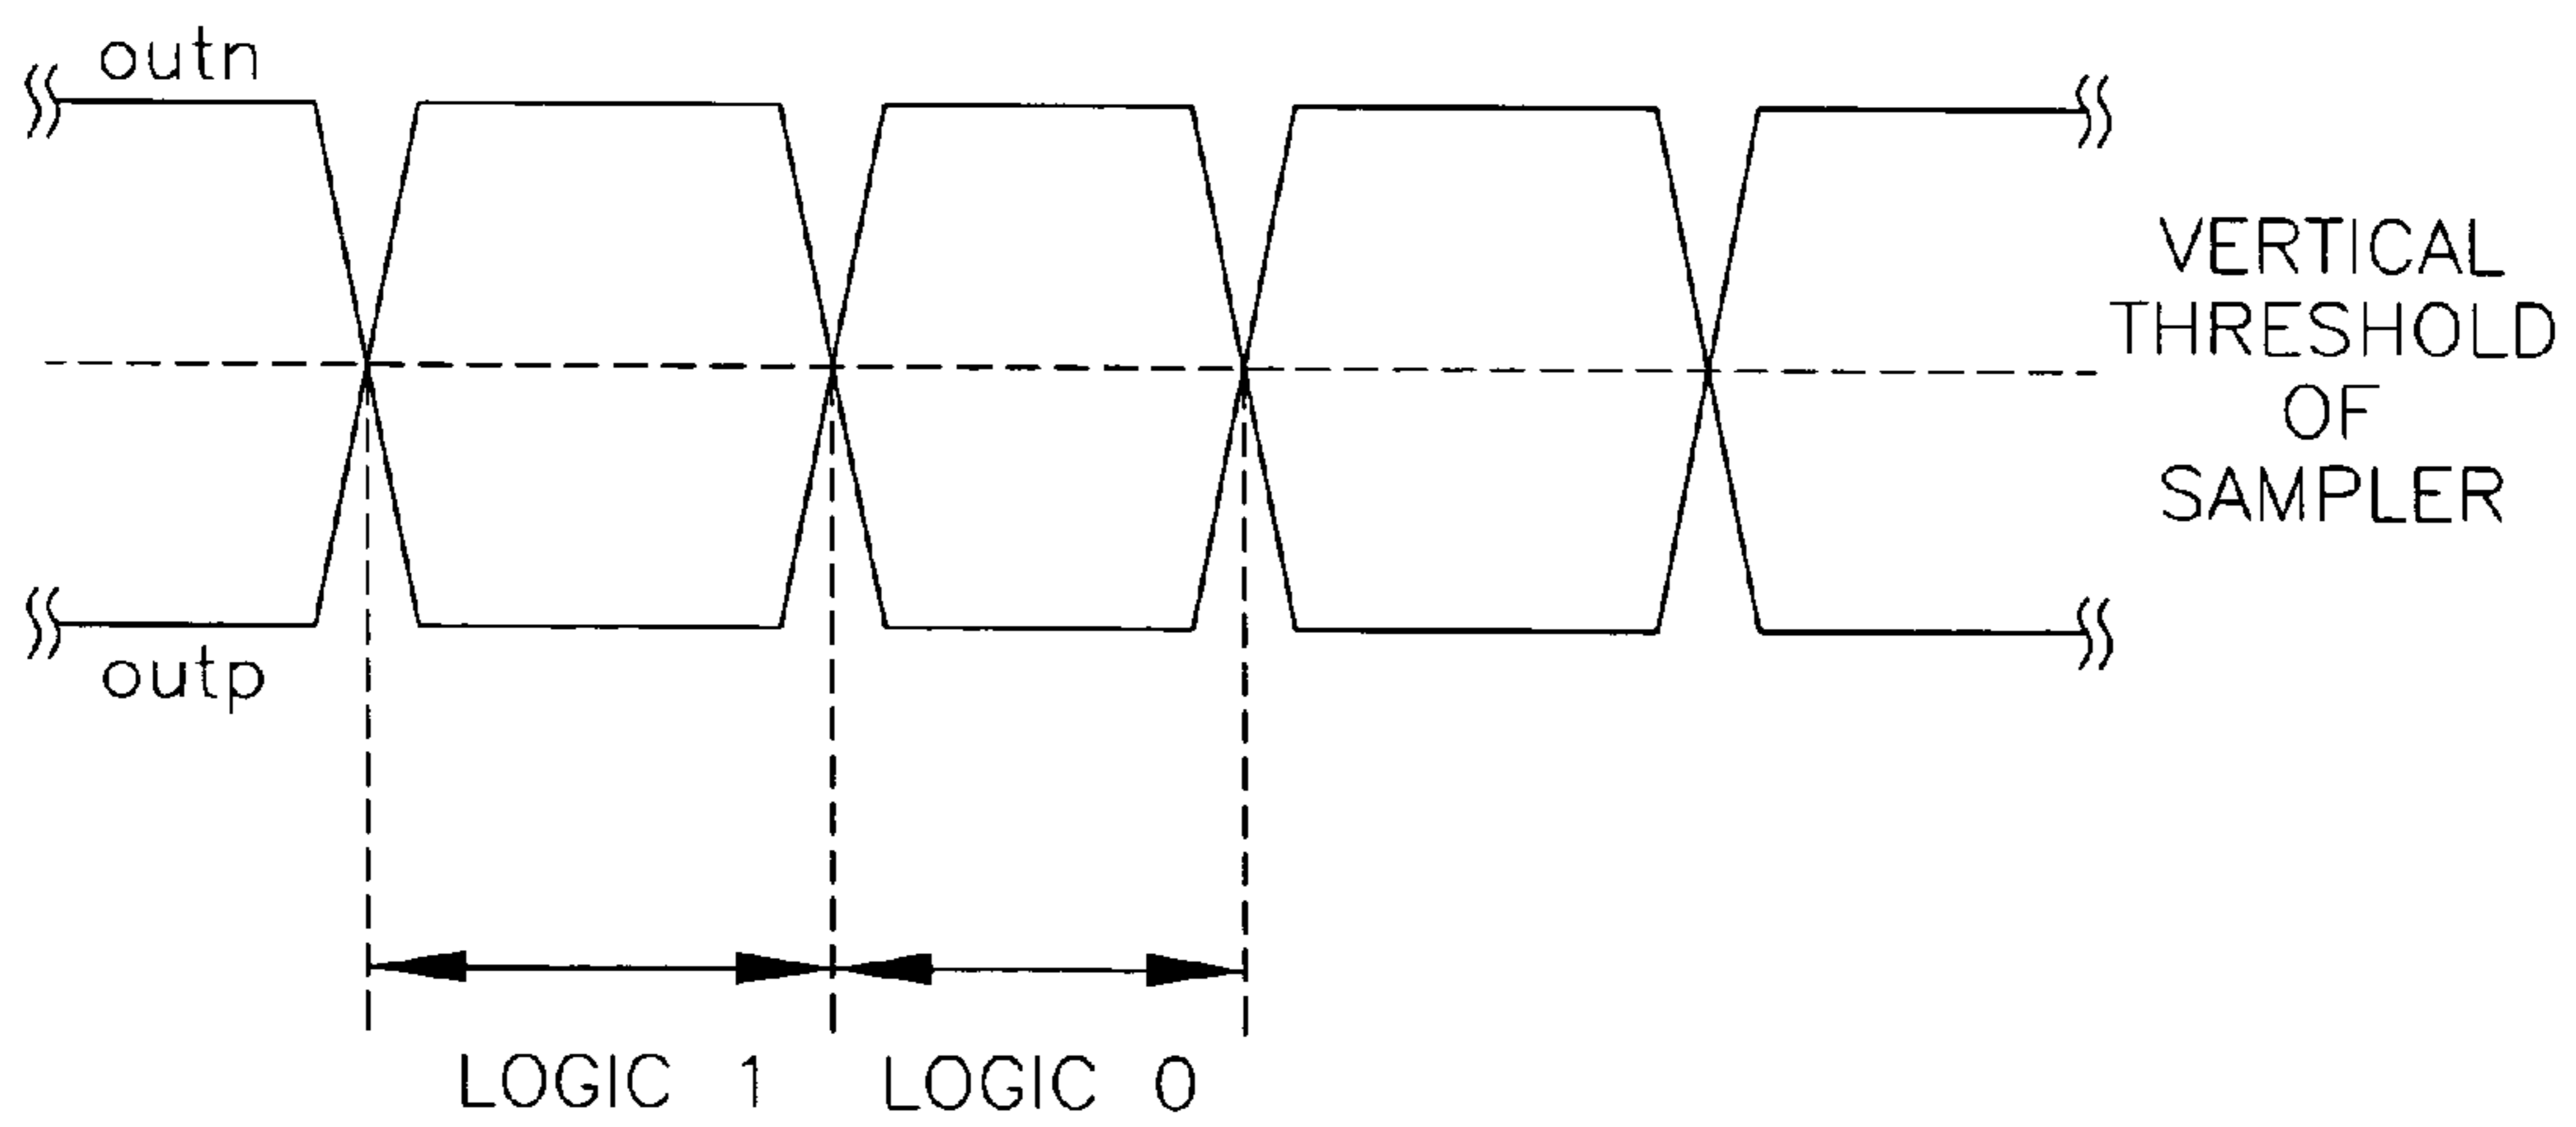 outn
VERTICAL
THRESHOLD
OF
SAMPLER
outp
LOGIC 1
LOGIC 0